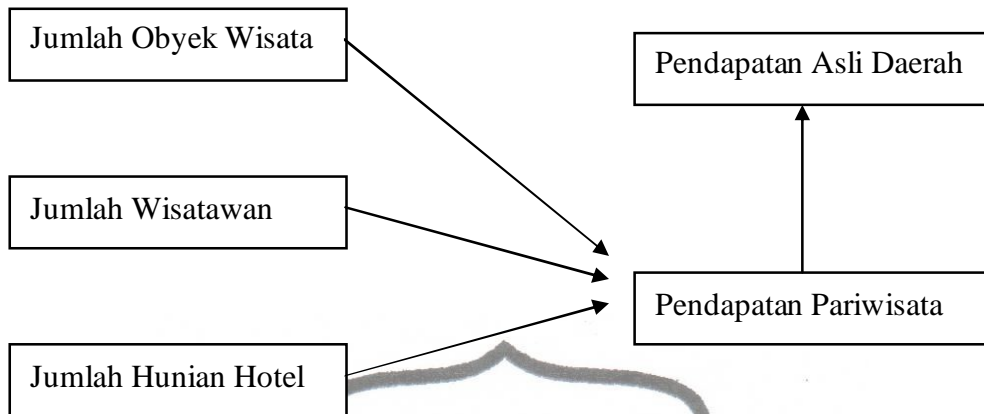 Jumlah Obyek Wisata
Pendapatan Asli Daerah
Jumlah Wisatawan
Pendapatan Pariwisata
Jumlah Hunian Hotel